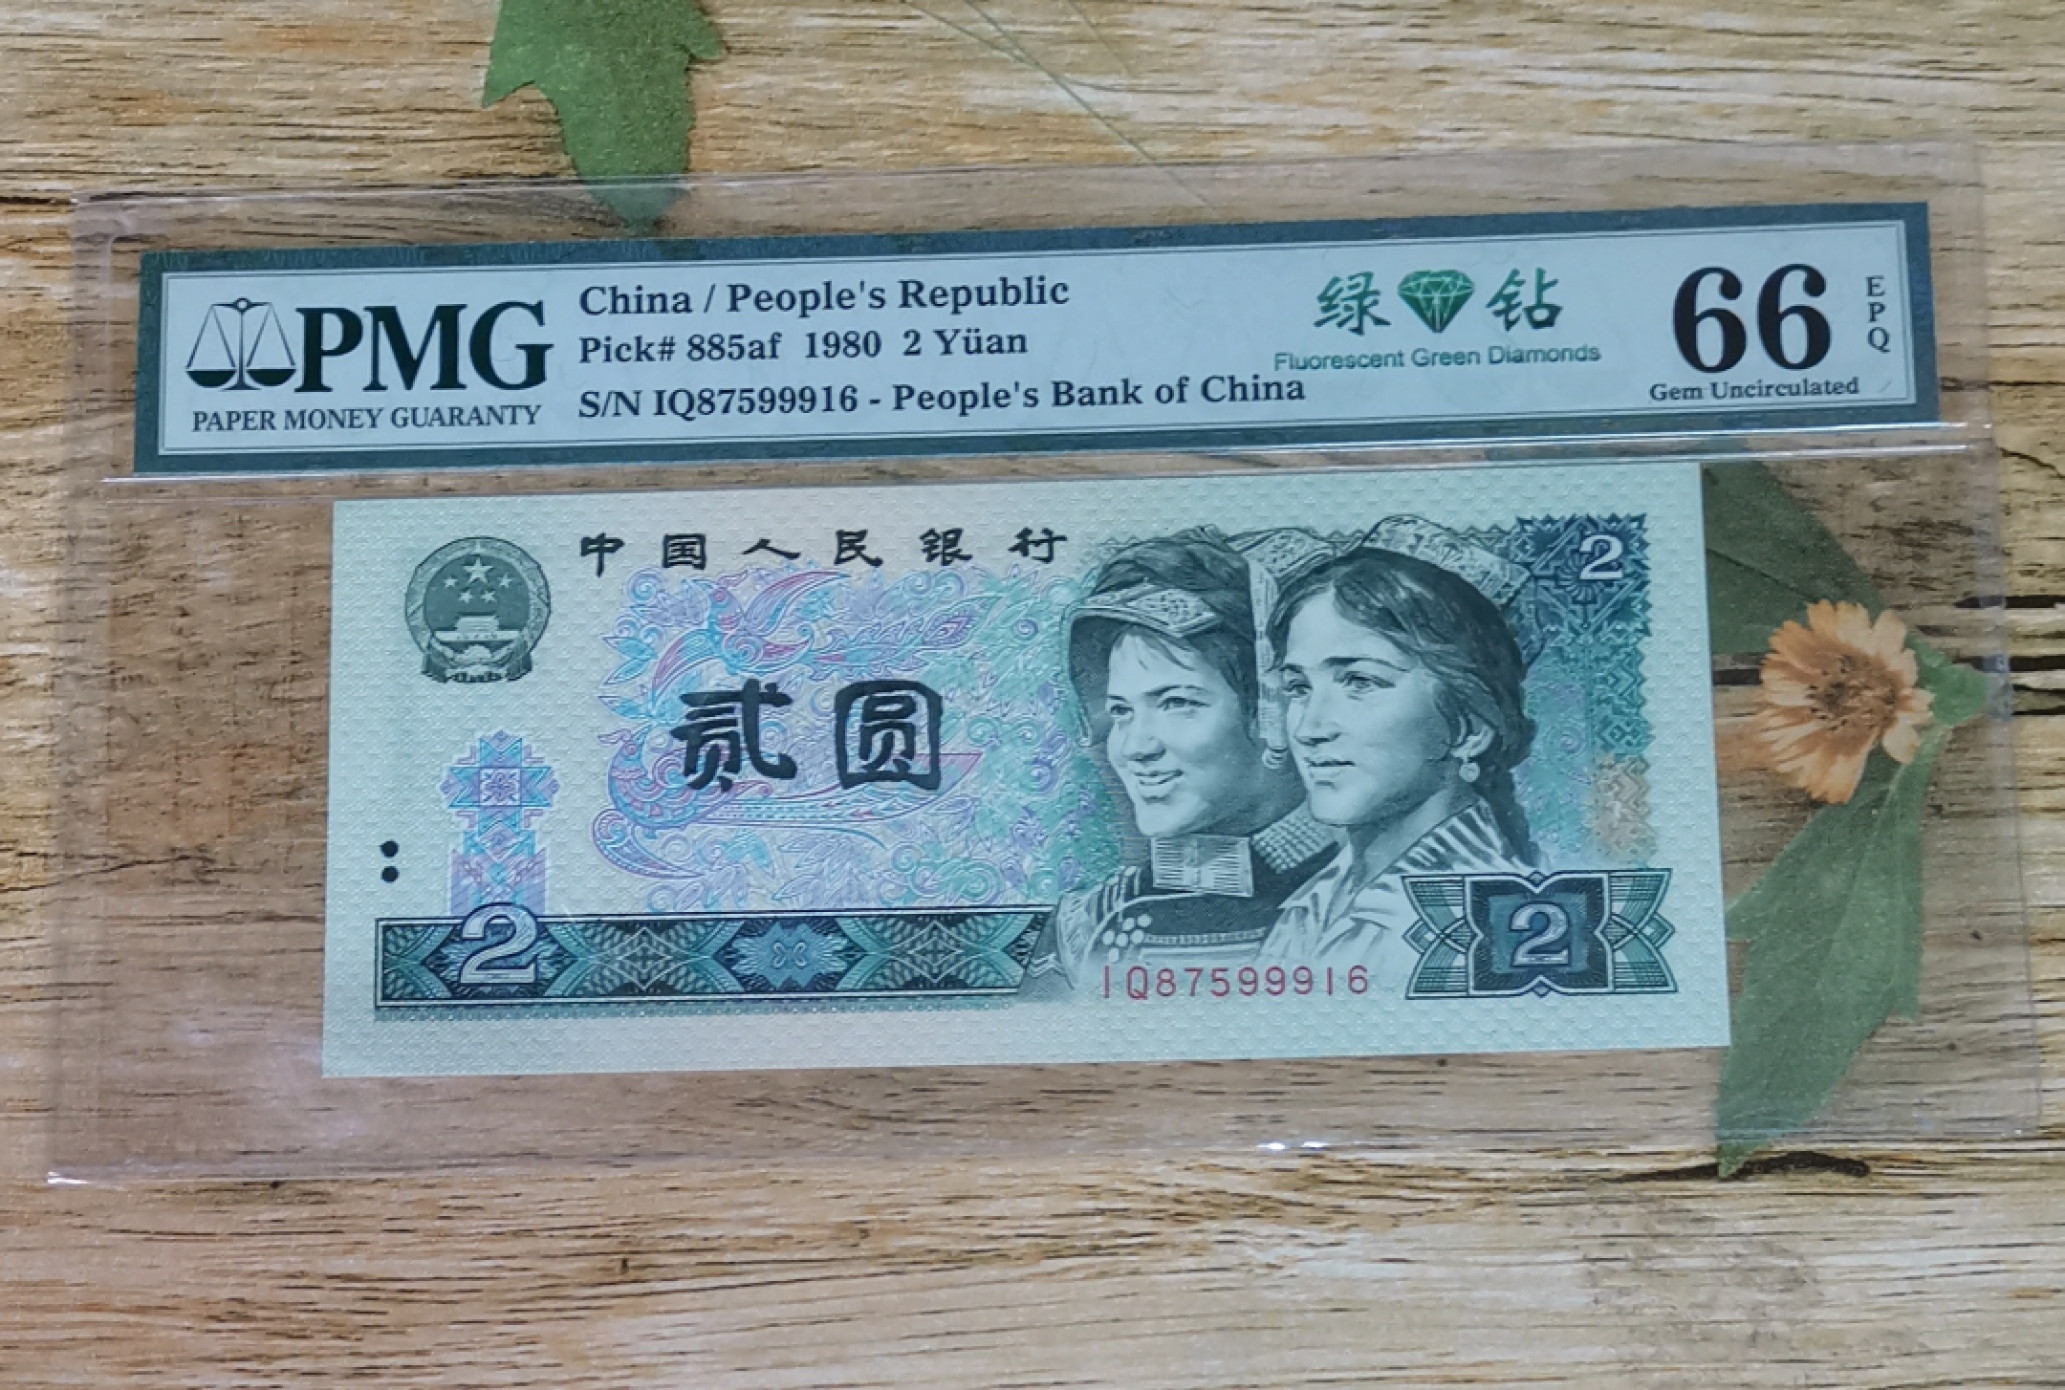 PMG
PAPER MONEY GUARANTY
China / People's Republic
Pick# 885af 1980 2 Yüan
S/N IQ87599916 - People's Bank of China
绿钻
Fluorescent Green Diamonds
66
EPQ
Gem Uncirculated
中国人民银行
2
贰圆
2
2
IQ87599916